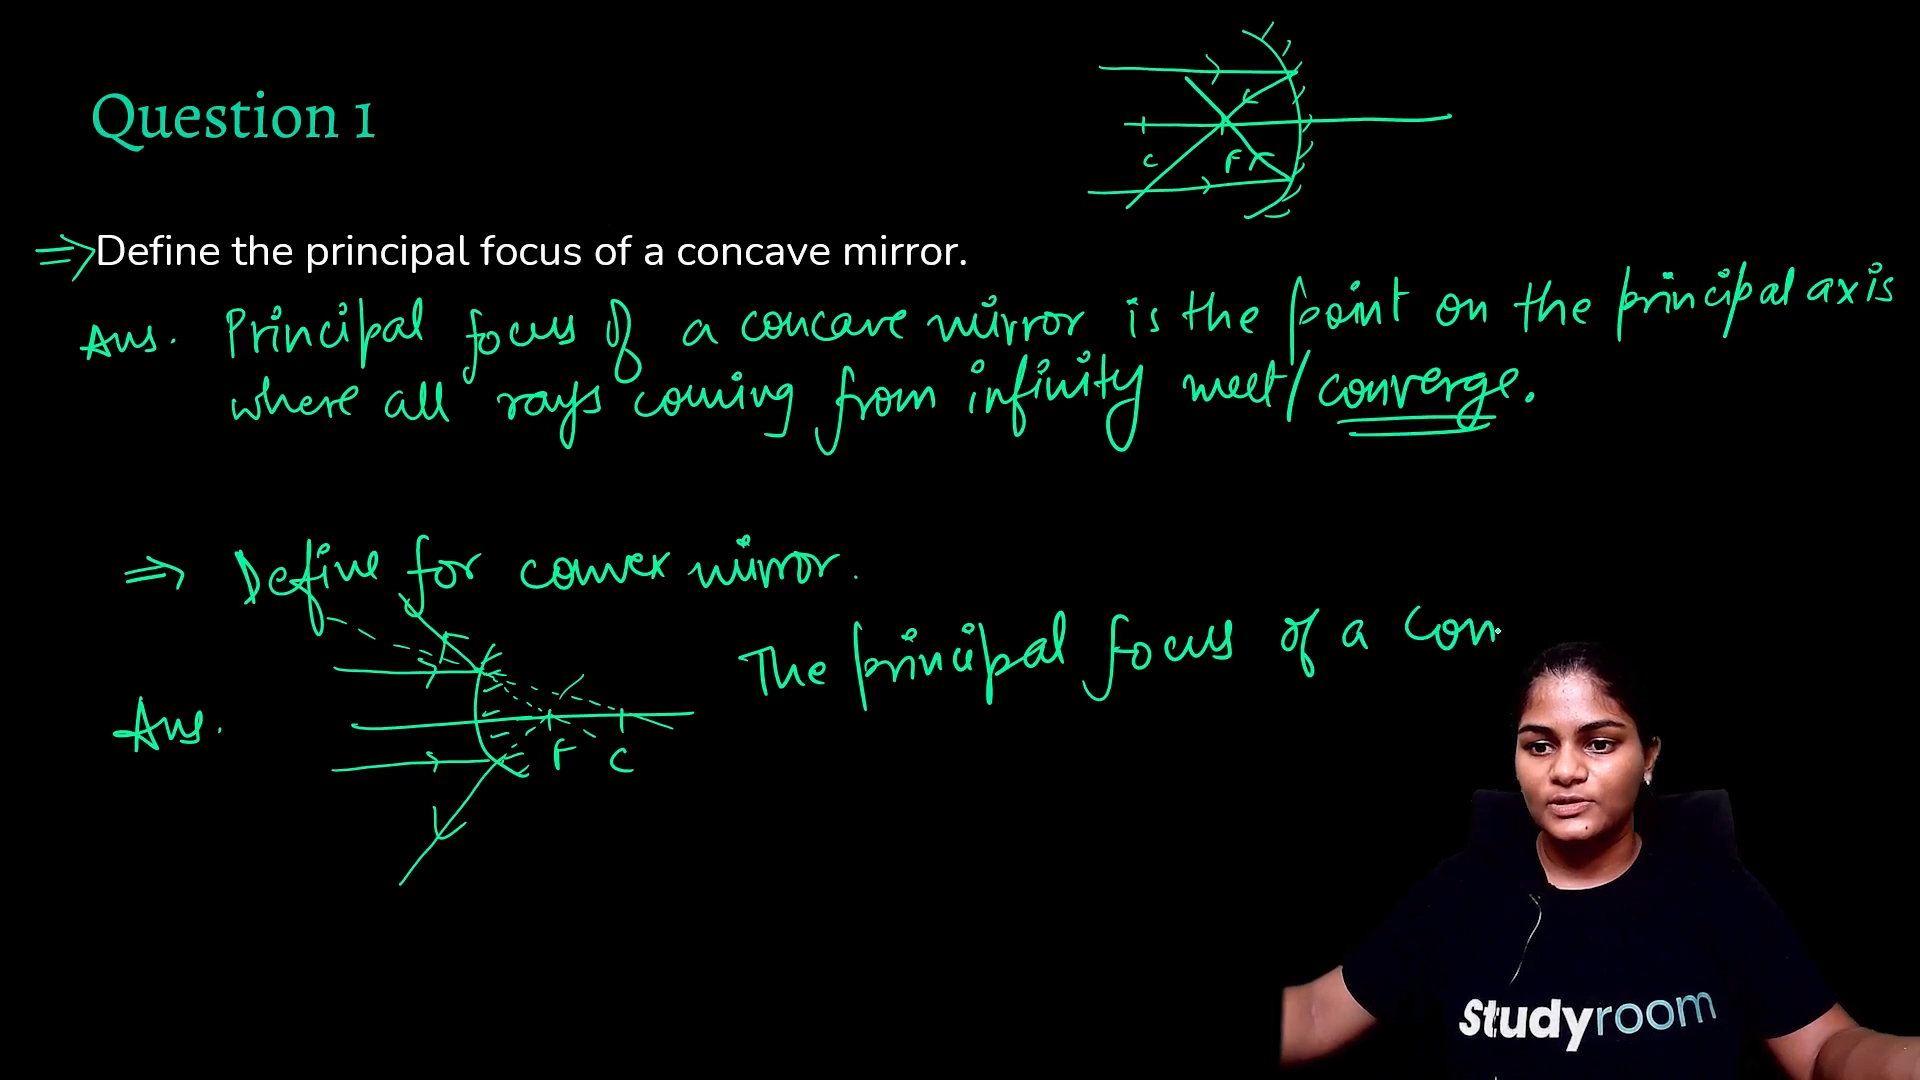 Question 1
C
F
⇒ Define the principal focus of a concave mirror.
Ans. Principal focus of a concave mirror is the point on the principal axis
where all rays coming from infinity meet/converge.
⇒ Define for convex mirror.
The principal focus of a con
Ans.
F C
Studyroom